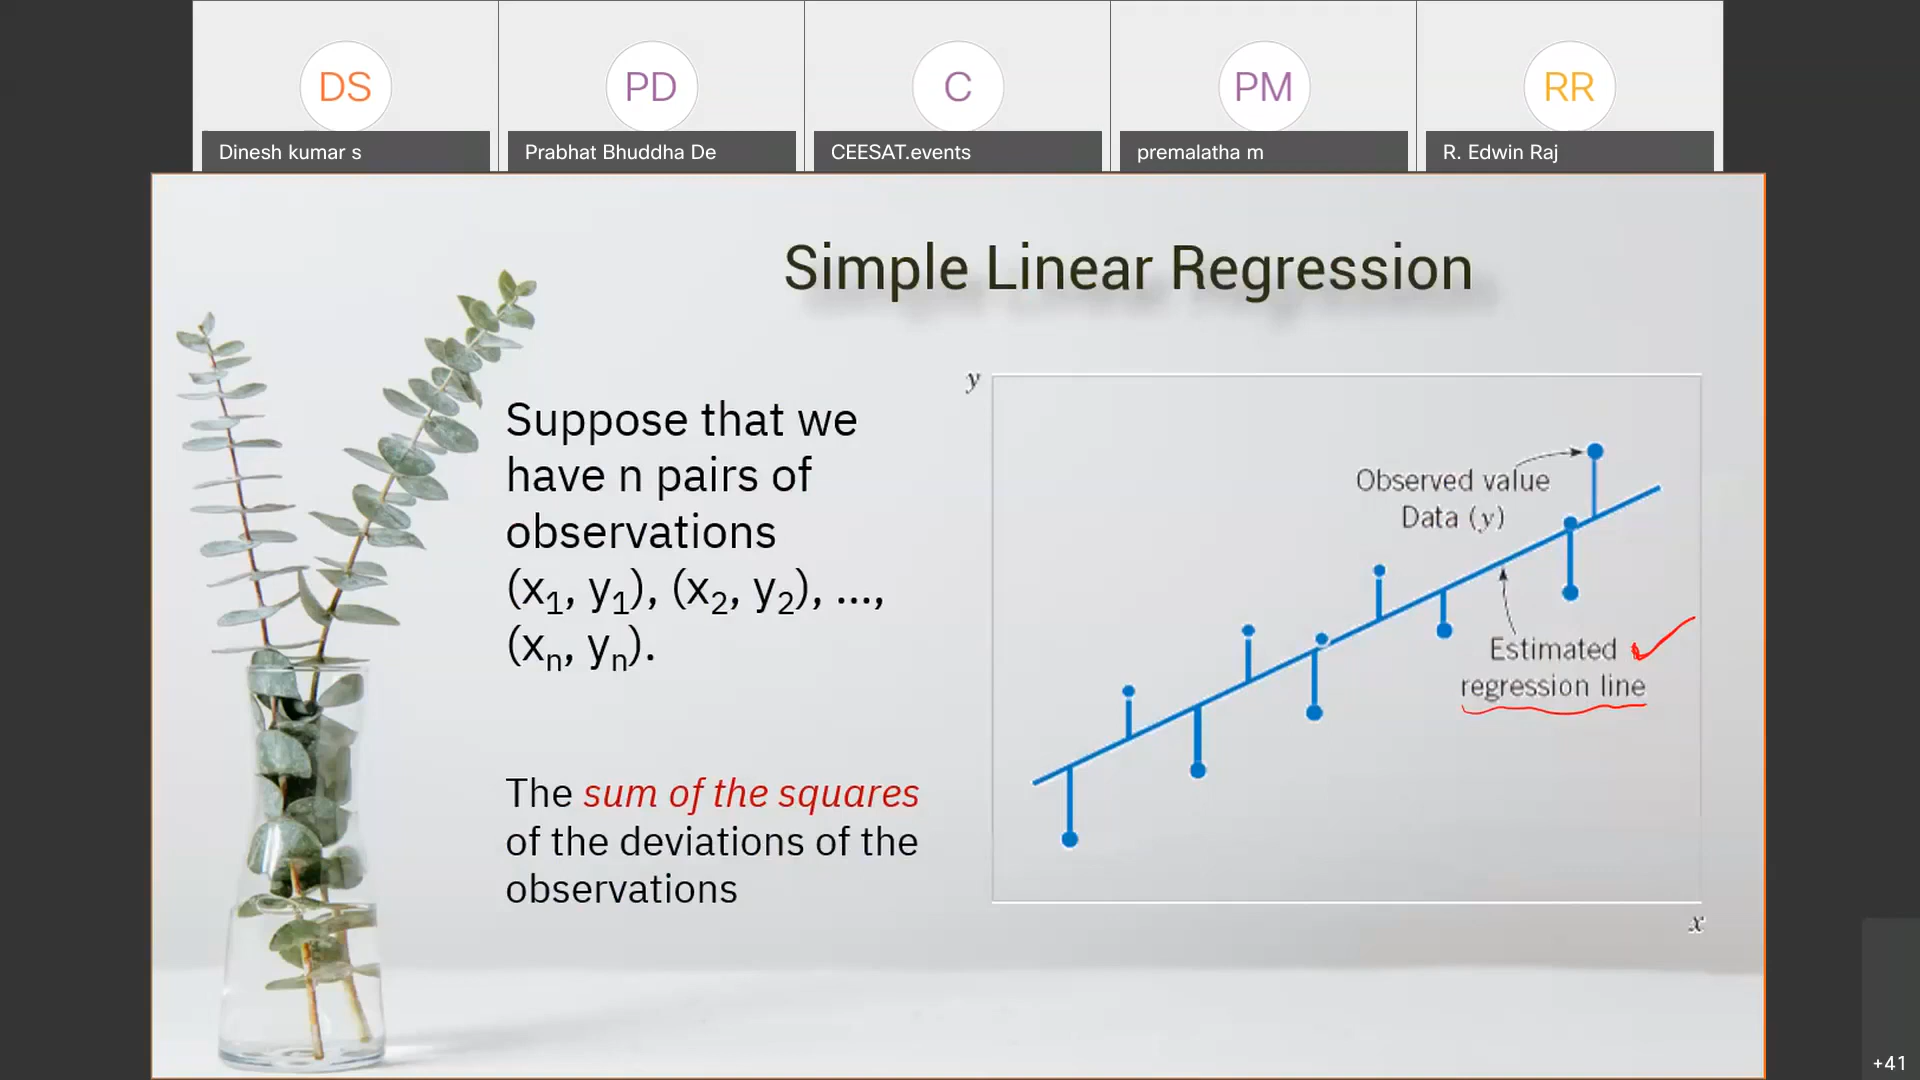 DS
PD
C
PM
RR
Dinesh kumar s
Prabhat Bhuddha De
CEESAT.events
premalatha m
R. Edwin Raj
Simple Linear Regression
Suppose that we
have n pairs of
observations
(x₁, y₁), (x₂, y₂), ...,
(xₙ, yₙ).
The sum of the squares
of the deviations of the
observations
y
Observed value
Data (y)
Estimated
regression line
x
+41